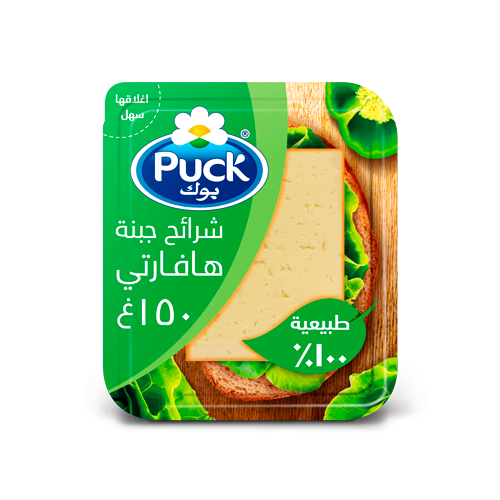 اغلاقها
سهل
®
Puck
بوك
شرائح جبنة
هافارتي
١٥٠غ
طبيعية
١٠٠٪